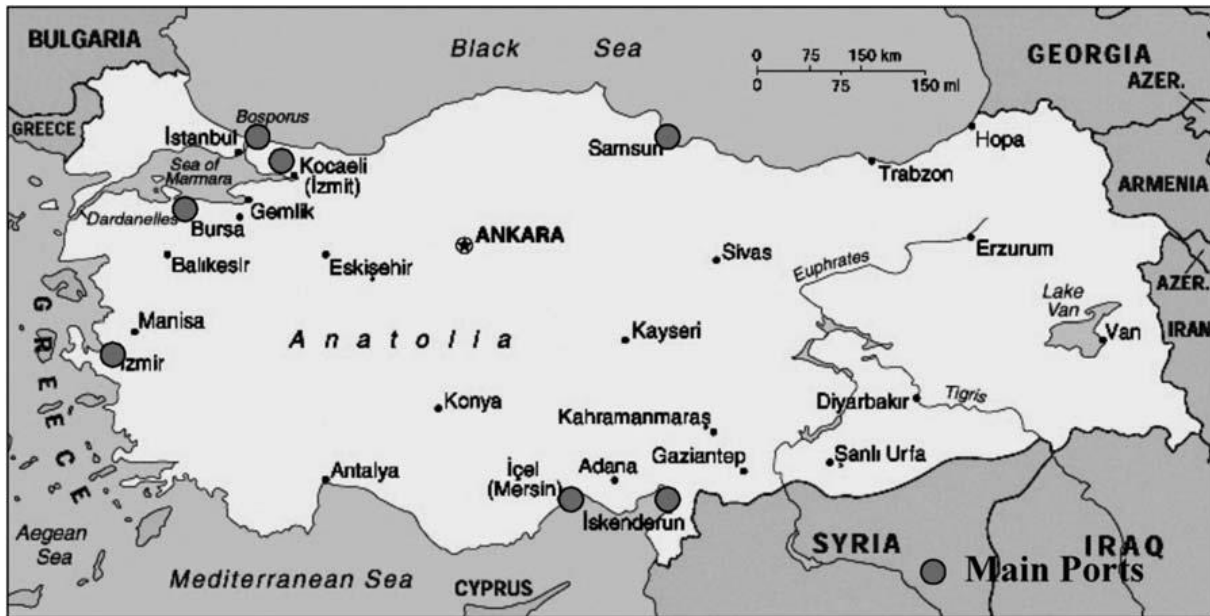 BULGARIA
Black Sea
0 75 150 km
0 75 150 ml
GEORGIA
AZER.
GREECE
Bosporus
İstanbul
Sea of
Marmara
Kocaeli
(İzmit)
Samsun
Hopa
Trabzon
ARMENIA
Dardanelles
Gemlik
Bursa
ANKARA
Balıkesir
Eskişehir
Sivas
Euphrates
Erzurum
AZER.
Lake
Van
Van
IRAN
GREECE
Manisa
İzmir
Anatolia
Kayseri
Konya
Kahramanmaraş
Diyarbakır
Tigris
Antalya
İçel
(Mersin)
Adana
Gaziantep
Şanlı Urfa
İskenderun
Aegean
Sea
Mediterranean Sea
CYPRUS
SYRIA
IRAQ
Main Ports